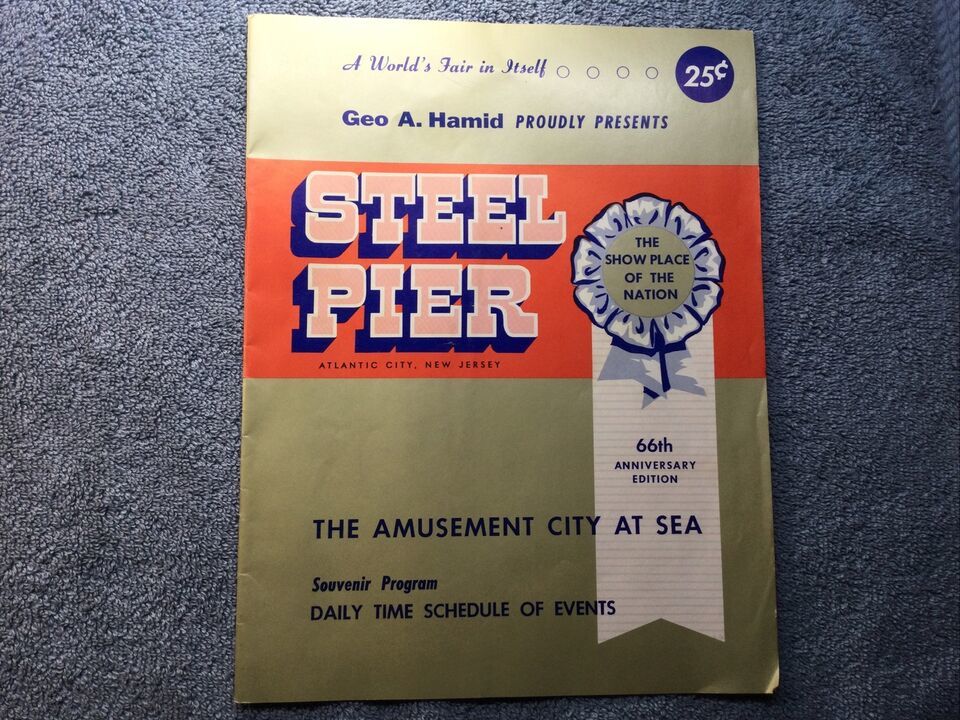 A World's Fair in Itself
25¢
Geo A. Hamid PROUDLY PRESENTS
STEEL
PIER
ATLANTIC CITY, NEW JERSEY
THE
SHOW PLACE
OF THE
NATION
66th
ANNIVERSARY
EDITION
THE AMUSEMENT CITY AT SEA
Souvenir Program
DAILY TIME SCHEDULE OF EVENTS